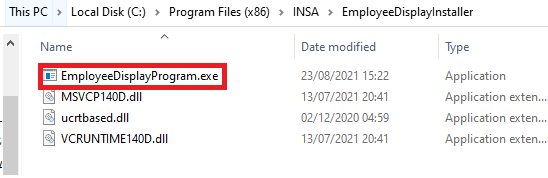 This PC > Local Disk (C:) > Program Files (x86) > INSA > EmployeeDisplayInstaller
Name Date modified Type
EmployeeDisplayProgram.exe 23/08/2021 15:22 Application
MSVCP140D.dll 13/07/2021 20:41 Application exten...
ucrtbased.dll 02/12/2020 04:59 Application exten...
VCRUNTIME140D.dll 13/07/2021 20:41 Application exten...